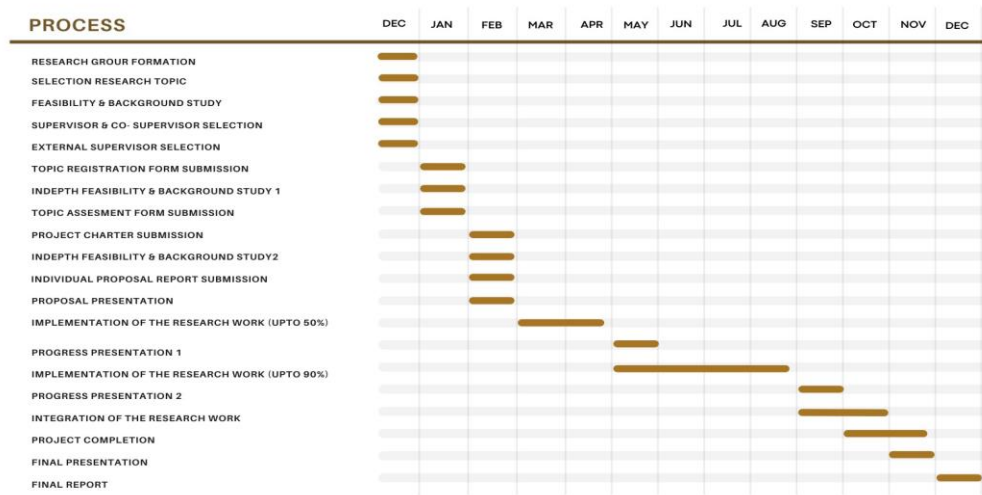 PROCESS DEC JAN FEB MAR APR MAY JUN JUL AUG SEP OCT NOV DEC
RESEARCH GROUR FORMATION
SELECTION RESEARCH TOPIC
FEASIBILITY & BACKGROUND STUDY
SUPERVISOR & CO- SUPERVISOR SELECTION
EXTERNAL SUPERVISOR SELECTION
TOPIC REGISTRATION FORM SUBMISSION
INDEPTH FEASIBILITY & BACKGROUND STUDY 1
TOPIC ASSESMENT FORM SUBMISSION
PROJECT CHARTER SUBMISSION
INDEPTH FEASIBILITY & BACKGROUND STUDY2
INDIVIDUAL PROPOSAL REPORT SUBMISSION
PROPOSAL PRESENTATION
IMPLEMENTATION OF THE RESEARCH WORK (UPTO 50%)
PROGRESS PRESENTATION 1
IMPLEMENTATION OF THE RESEARCH WORK (UPTO 90%)
PROGRESS PRESENTATION 2
INTEGRATION OF THE RESEARCH WORK
PROJECT COMPLETION
FINAL PRESENTATION
FINAL REPORT